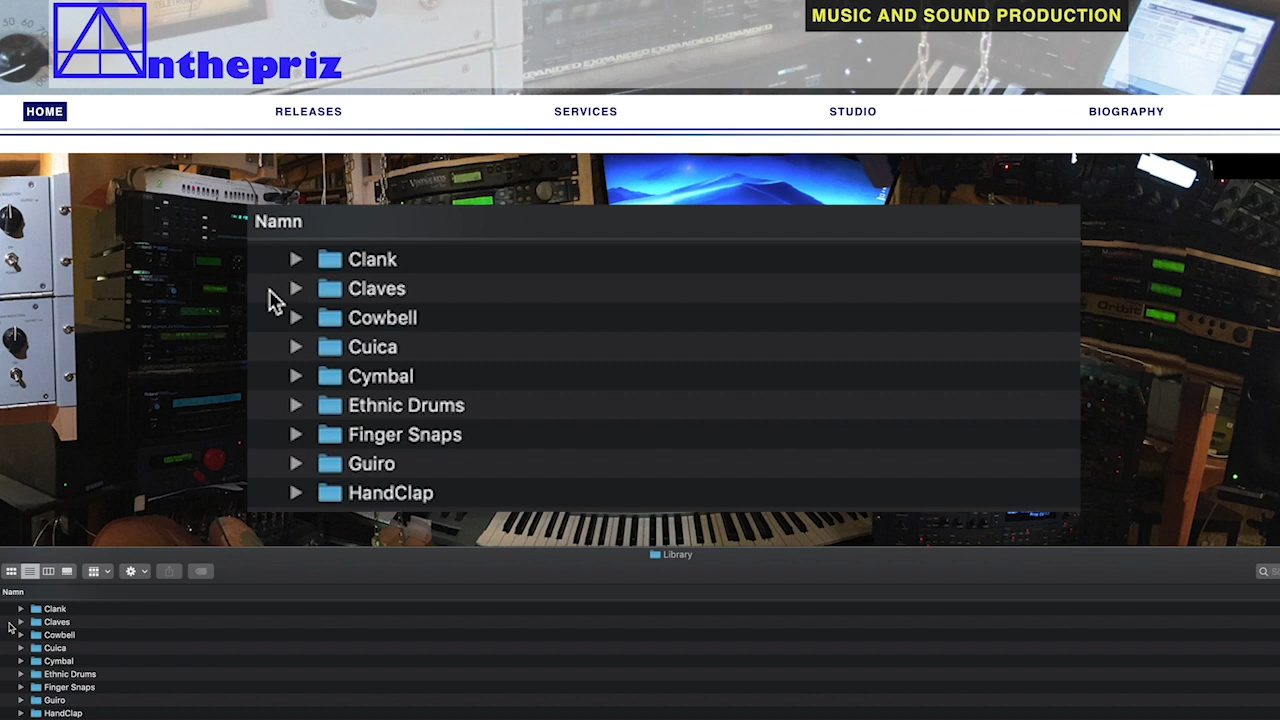 MUSIC AND SOUND PRODUCTION
Anthepriz
HOME RELEASES SERVICES STUDIO BIOGRAPHY
Namn
Clank
Claves
Cowbell
Cuica
Cymbal
Ethnic Drums
Finger Snaps
Guiro
HandClap
Library
Namn
Clank
Claves
Cowbell
Cuica
Cymbal
Ethnic Drums
Finger Snaps
Guiro
HandClap